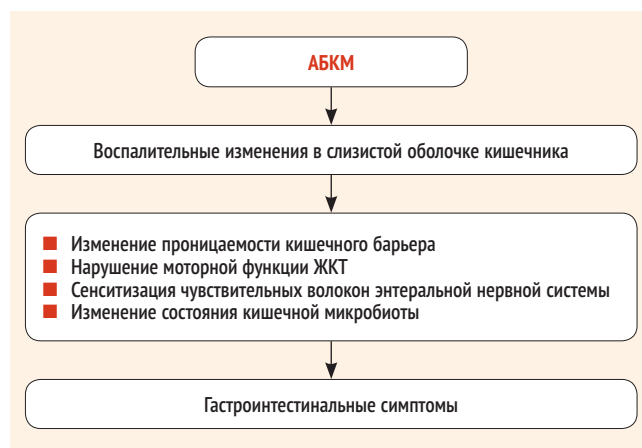 АБКМ
Воспалительные изменения в слизистой оболочке кишечника
Изменение проницаемости кишечного барьера
Нарушение моторной функции ЖКТ
Сенситизация чувствительных волокон энтеральной нервной системы
Изменение состояния кишечной микробиоты
Гастроинтестинальные симптомы